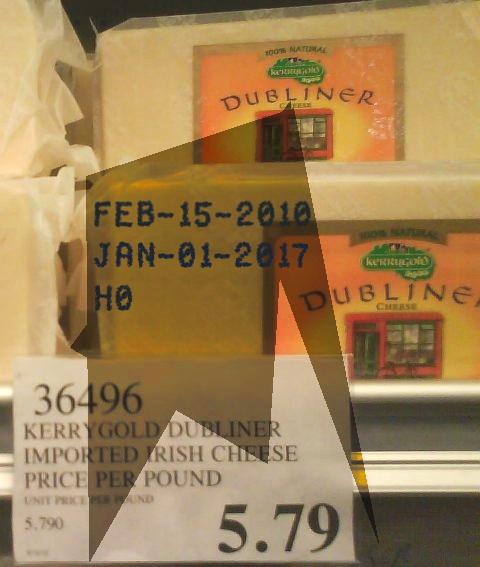 100% NATURAL
KERRYGOLD
DUBLINER
CHEESE
FEB-15-2010
JAN-01-2017
H0
100% NATURAL
KERRYGOLD
DUBLINER
CHEESE
36496
KERRYGOLD DUBLINER
IMPORTED IRISH CHEESE
PRICE PER POUND
UNIT PRICE PER POUND
5.790
5.79